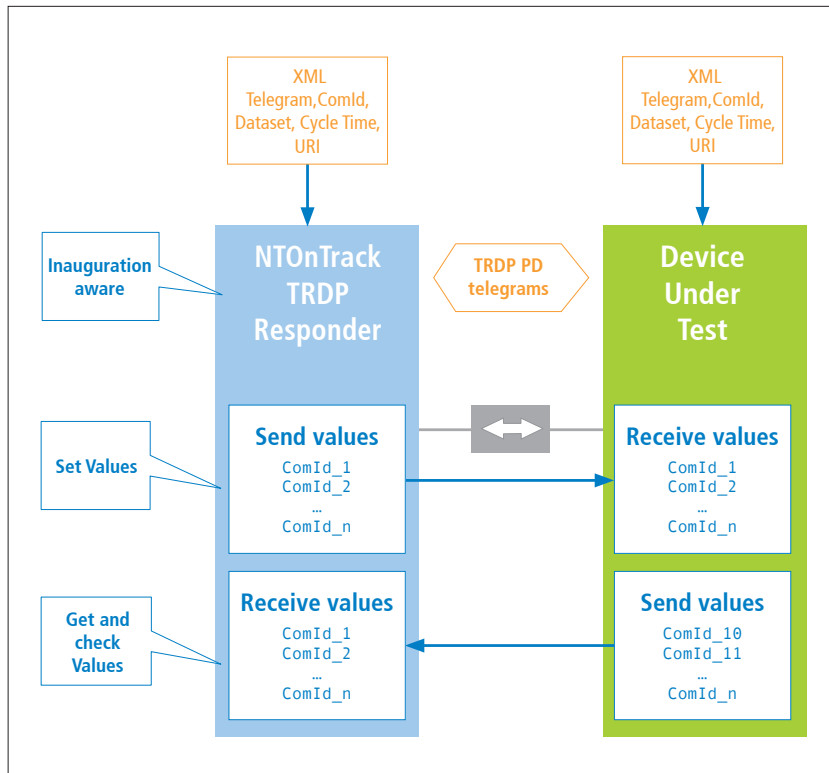 XML
Telegram,ComId,
Dataset, Cycle Time,
URI
XML
Telegram,ComId,
Dataset, Cycle Time,
URI
Inauguration
aware
NTOnTrack
TRDP
Responder
TRDP PD
telegrams
Device
Under
Test
Set Values
Send values
ComId_1
ComId_2
…
ComId_n
Receive values
ComId_1
ComId_2
…
ComId_n
Get and
check
Values
Receive values
ComId_1
ComId_2
…
ComId_n
Send values
ComId_10
ComId_11
…
ComId_n